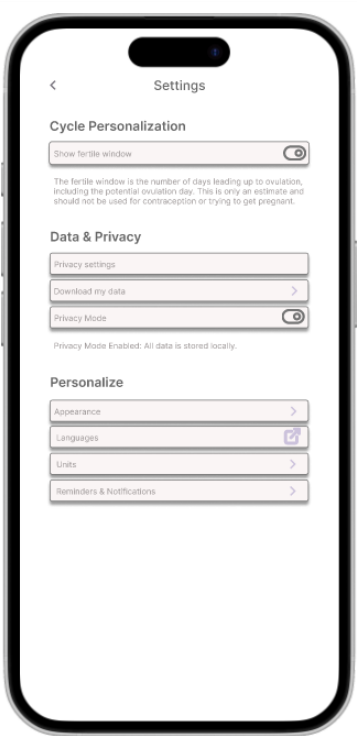 Settings
Cycle Personalization
Show fertile window
The fertile window is the number of days leading up to ovulation,
including the potential ovulation day. This is only an estimate and
should not be used for contraception or trying to get pregnant.
Data & Privacy
Privacy settings
Download my data
Privacy Mode
Privacy Mode Enabled: All data is stored locally.
Personalize
Appearance
Languages
Units
Reminders & Notifications